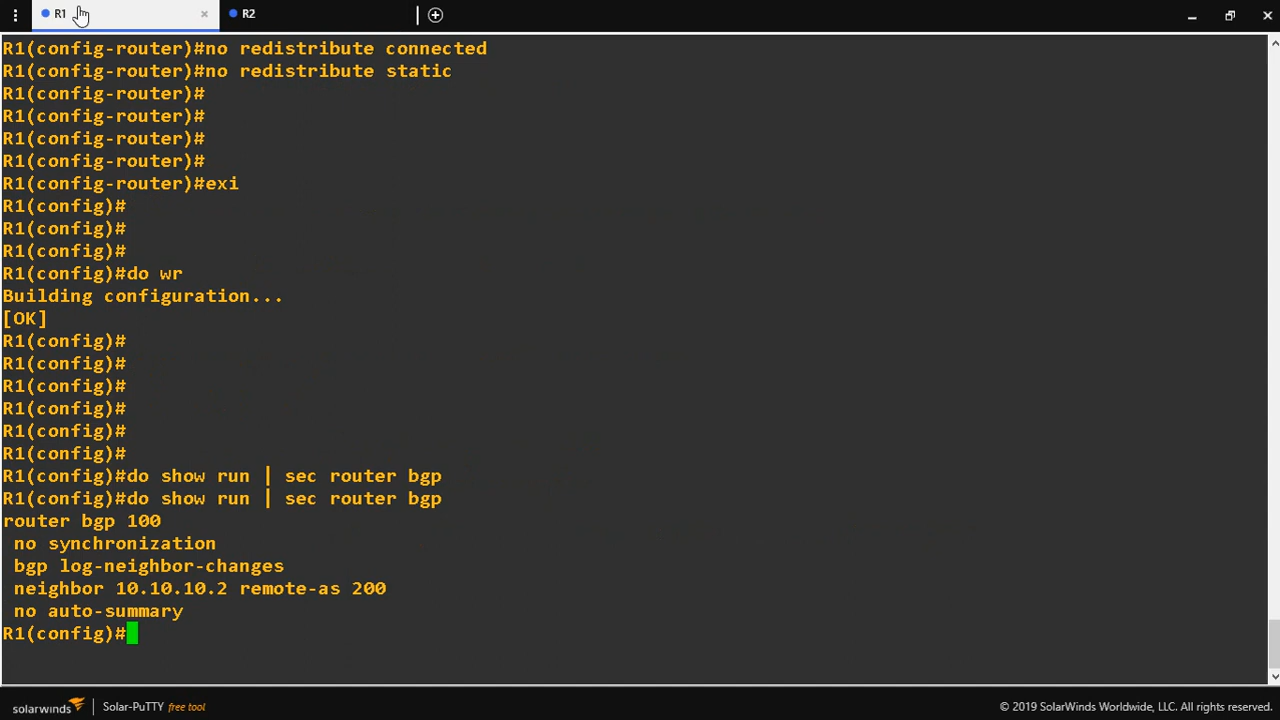 R1
R2
R1(config-router)#no redistribute connected
R1(config-router)#no redistribute static
R1(config-router)#
R1(config-router)#
R1(config-router)#
R1(config-router)#
R1(config-router)#exi
R1(config)#
R1(config)#
R1(config)#
R1(config)#do wr
Building configuration...
[OK]
R1(config)#
R1(config)#
R1(config)#
R1(config)#
R1(config)#
R1(config)#
R1(config)#do show run | sec router bgp
R1(config)#do show run | sec router bgp
router bgp 100
 no synchronization
 bgp log-neighbor-changes
 neighbor 10.10.10.2 remote-as 200
 no auto-summary
R1(config)#
solarwinds
Solar-PuTTY free tool
© 2019 SolarWinds Worldwide, LLC. All rights reserved.